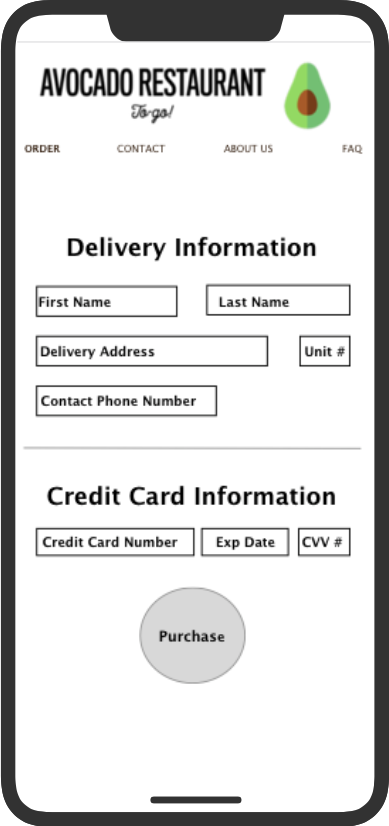 AVOCADO RESTAURANT
To-go!
ORDER CONTACT ABOUT US FAQ
Delivery Information
First Name Last Name
Delivery Address Unit #
Contact Phone Number
Credit Card Information
Credit Card Number Exp Date CVV #
Purchase